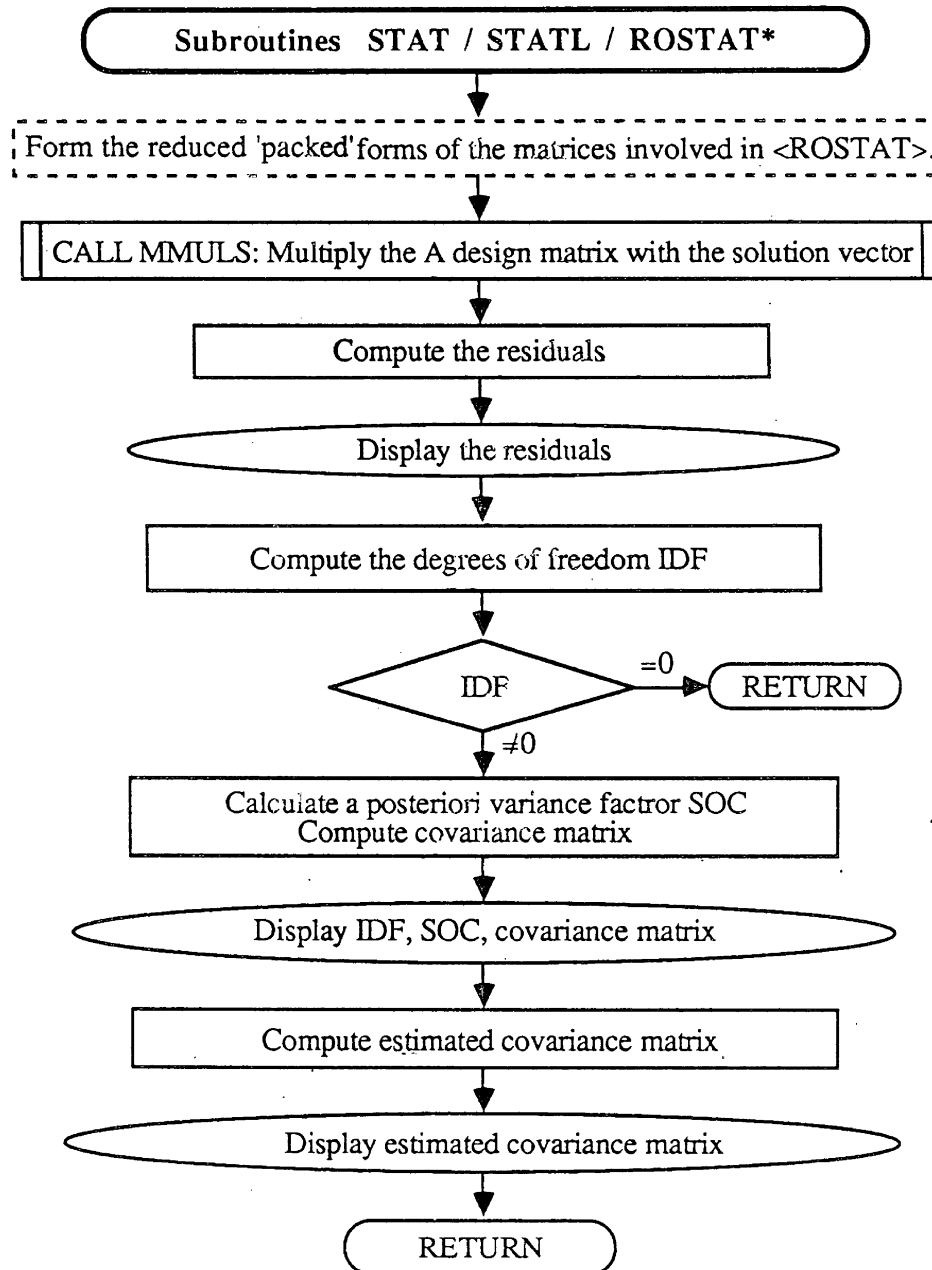 Subroutines STAT / STATL / ROSTAT*
Form the reduced 'packed' forms of the matrices involved in <ROSTAT>.
CALL MMULS: Multiply the A design matrix with the solution vector
Compute the residuals
Display the residuals
Compute the degrees of freedom IDF
IDF
=0
RETURN
≠0
Calculate a posteriori variance factror SOC
Compute covariance matrix
Display IDF, SOC, covariance matrix
Compute estimated covariance matrix
Display estimated covariance matrix
RETURN